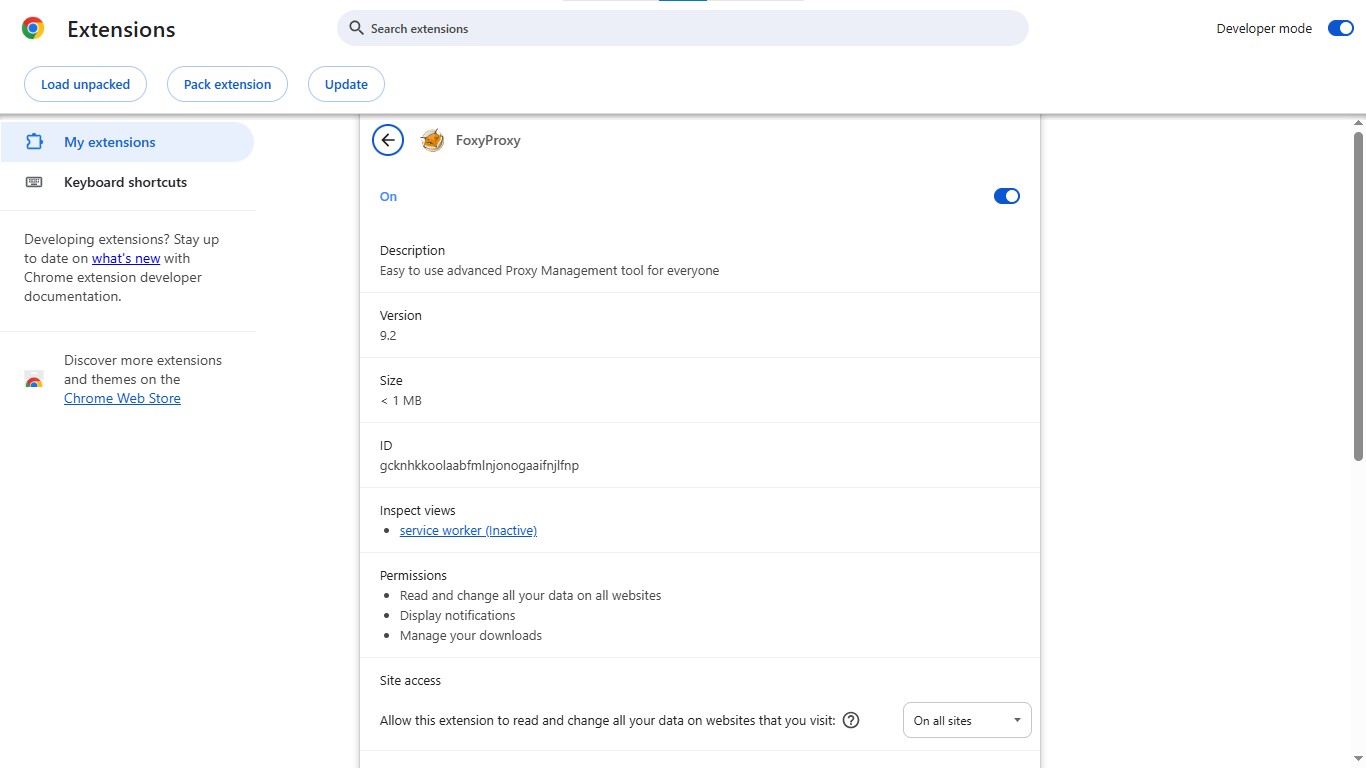 Extensions
Search extensions
Developer mode
Load unpacked
Pack extension
Update
My extensions
Keyboard shortcuts
Developing extensions? Stay up
to date on what's new with
Chrome extension developer
documentation.
Discover more extensions
and themes on the
Chrome Web Store
FoxyProxy
On
Description
Easy to use advanced Proxy Management tool for everyone
Version
9.2
Size
< 1 MB
ID
gcknhkkoolaabfmlnjonogaaifnjlfnp
Inspect views
service worker (Inactive)
Permissions
Read and change all your data on all websites
Display notifications
Manage your downloads
Site access
Allow this extension to read and change all your data on websites that you visit:
On all sites